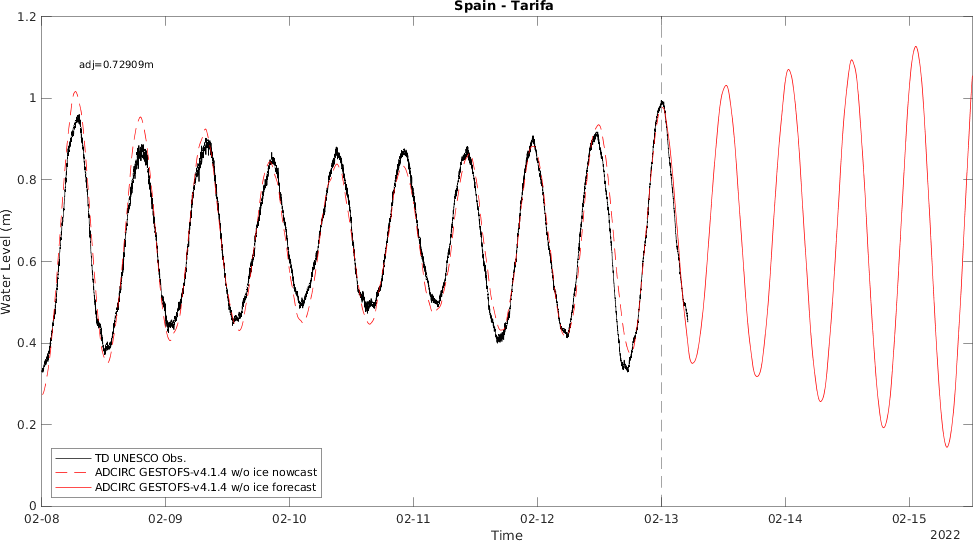 Spain - Tarifa
adj=0.72909m
1.2
1
0.8
0.6
0.4
0.2
0
Water Level (m)
TD UNESCO Obs.
ADCIRC GESTOFS-v4.1.4 w/o ice nowcast
ADCIRC GESTOFS-v4.1.4 w/o ice forecast
02-08 02-09 02-10 02-11 02-12 02-13 02-14 02-15
Time
2022